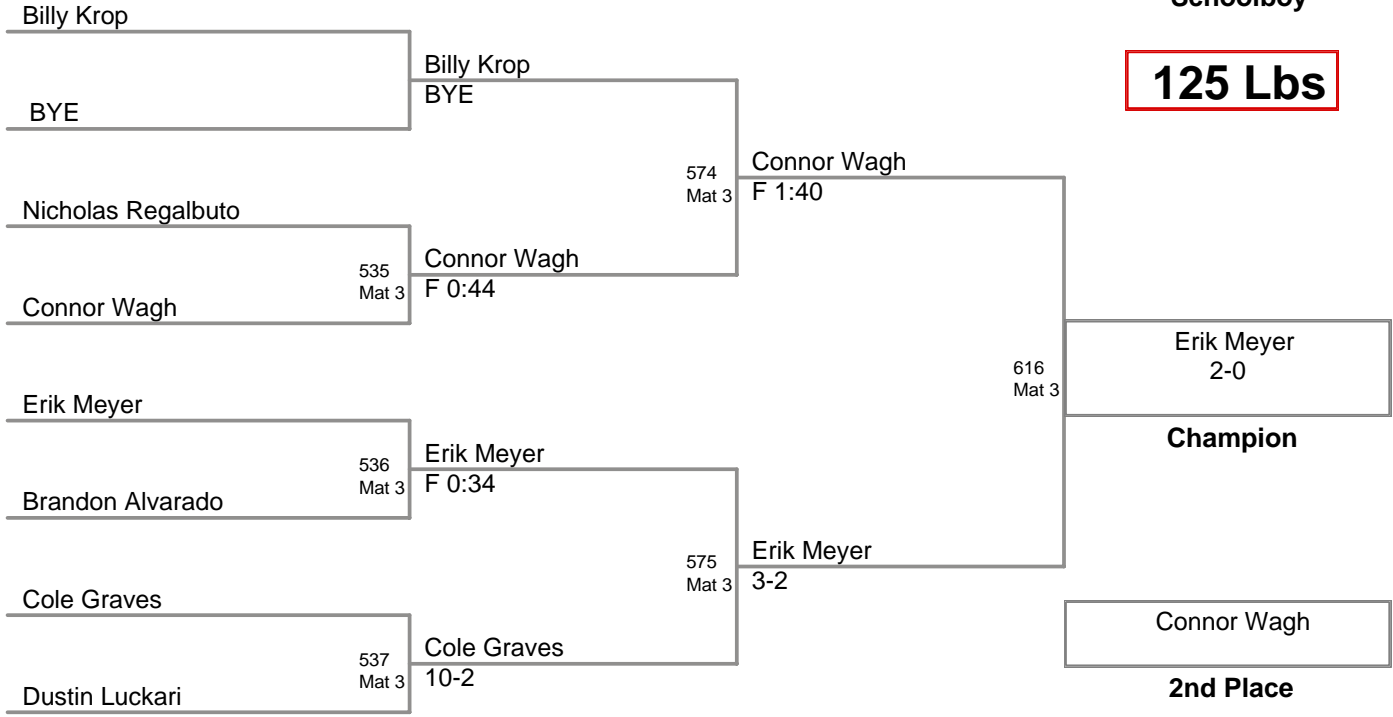 Schoolboy
125 Lbs
Billy Krop
BYE
Billy Krop
BYE
Nicholas Regalbuto
Connor Wagh
535
Mat 3
Connor Wagh
F 0:44
574
Mat 3
Connor Wagh
F 1:40
Erik Meyer
Brandon Alvarado
536
Mat 3
Erik Meyer
F 0:34
Cole Graves
Dustin Luckari
537
Mat 3
Cole Graves
10-2
575
Mat 3
Erik Meyer
3-2
616
Mat 3
Erik Meyer
2-0
Champion
Connor Wagh
2nd Place